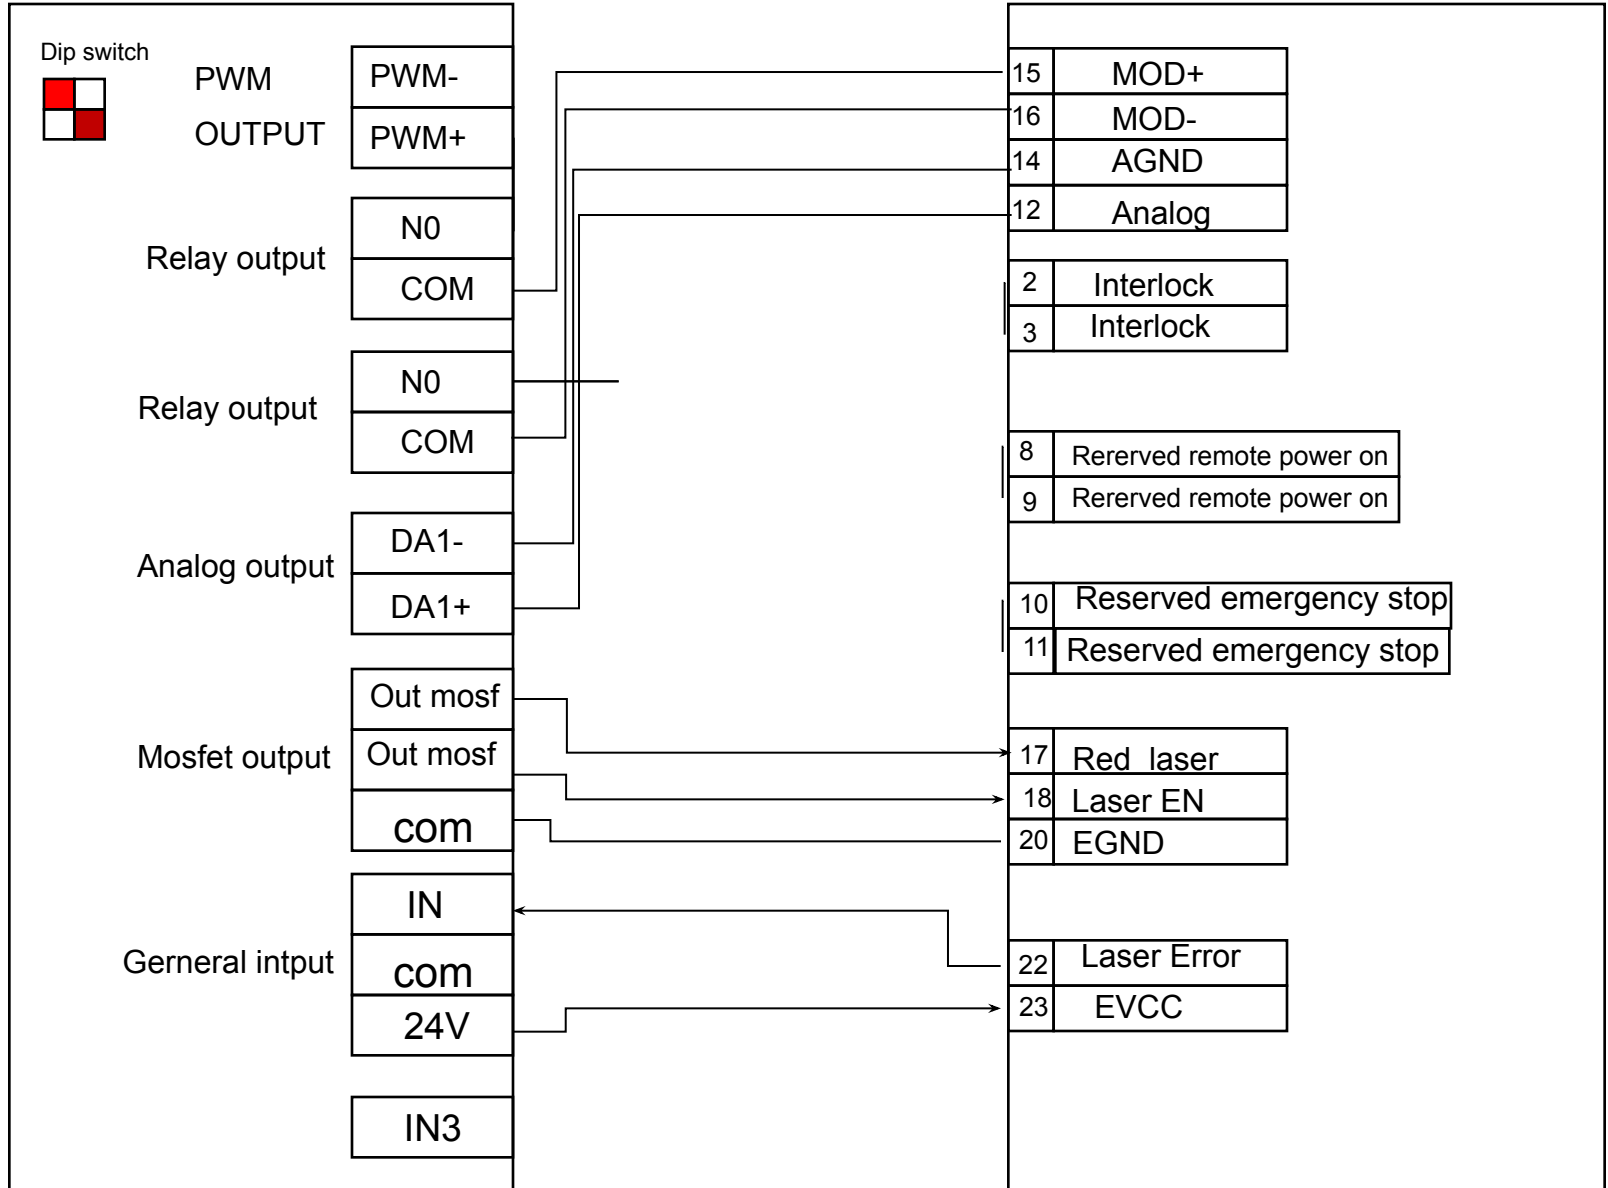 Dip switch
PWM
OUTPUT
PWM-
PWM+
Relay output
N0
COM
Relay output
N0
COM
Analog output
DA1-
DA1+
Mosfet output
Out mosf
Out mosf
com
Gerneral intput
IN
com
24V
IN3
15 MOD+
16 MOD-
14 AGND
12 Analog
2 Interlock
3 Interlock
8 Rererved remote power on
9 Rererved remote power on
10 Reserved emergency stop
11 Reserved emergency stop
17 Red laser
18 Laser EN
20 EGND
22 Laser Error
23 EVCC